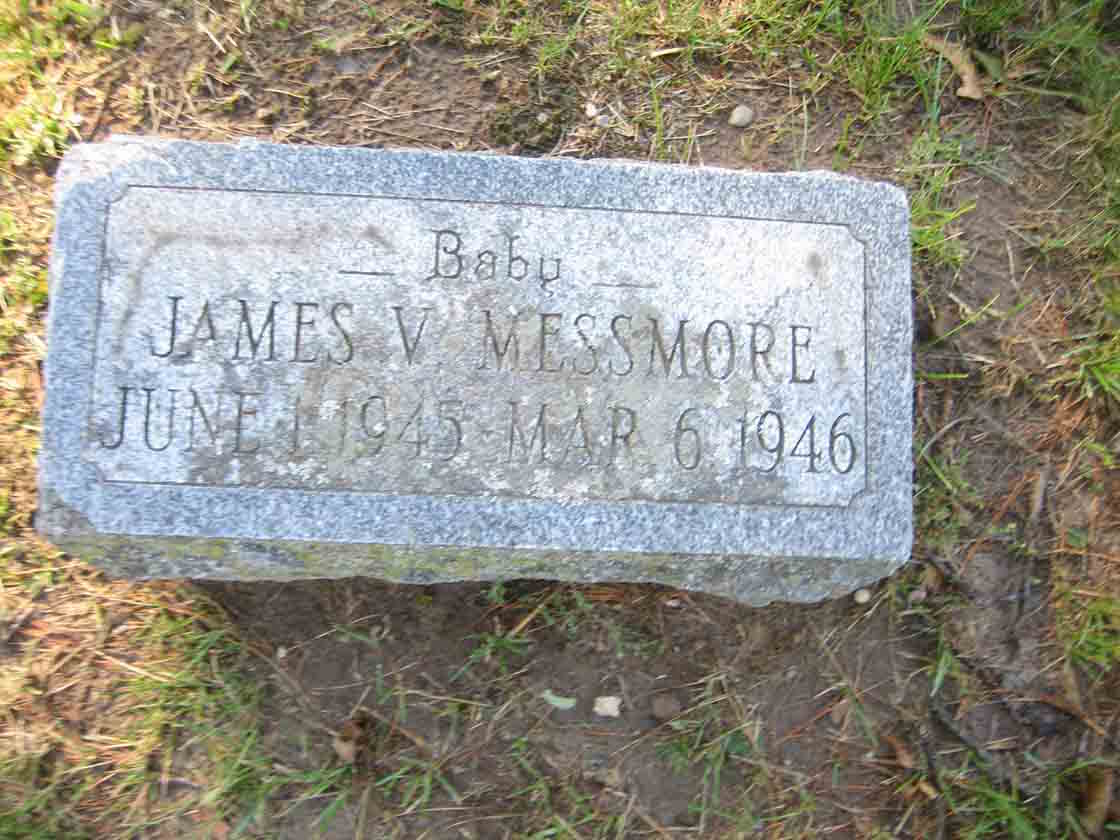 Baby
JAMES V. MESSMORE
JUNE 1 1945 MAR 6 1946